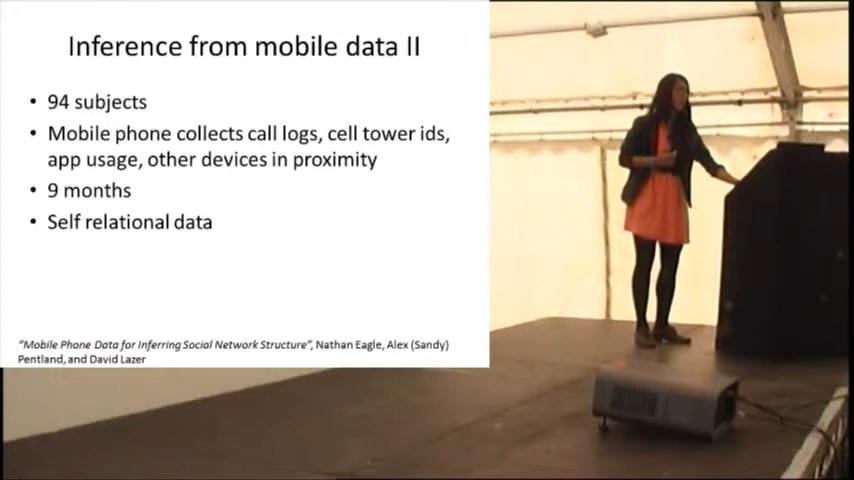 Inference from mobile data II
• 94 subjects
• Mobile phone collects call logs, cell tower ids,
app usage, other devices in proximity
• 9 months
• Self relational data
"Mobile Phone Data for Inferring Social Network Structure", Nathan Eagle, Alex (Sandy)
Pentland, and David Lazer